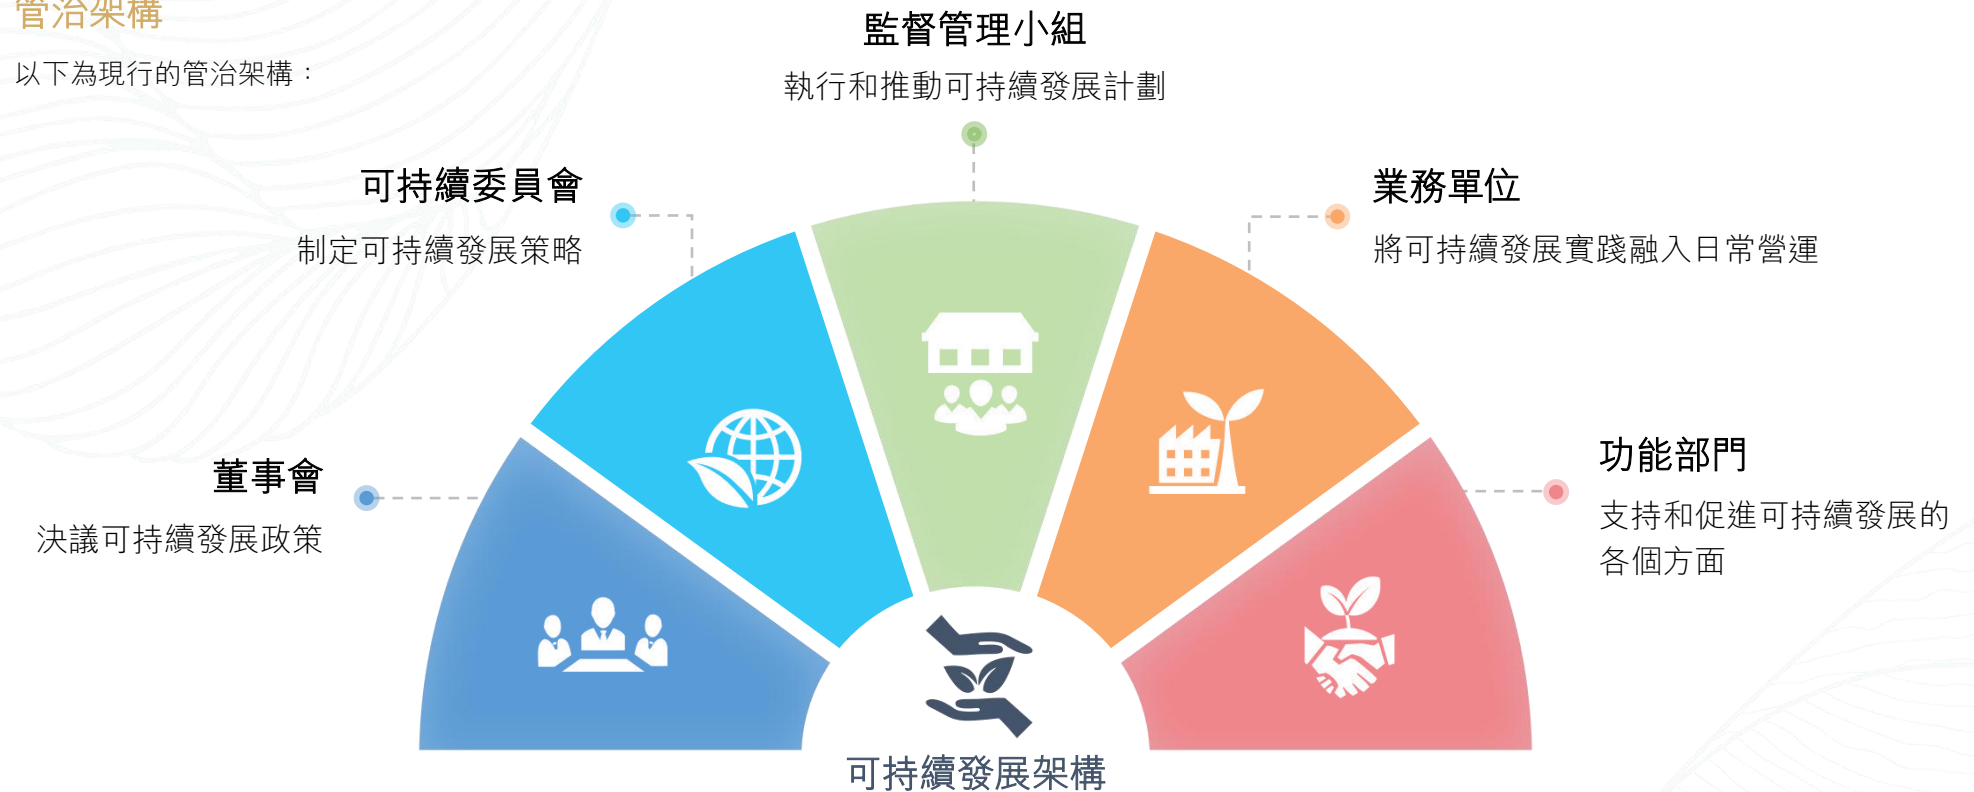 管治架構
以下為現行的管治架構：
監督管理小組
執行和推動可持續發展計劃
可持續委員會
制定可持續發展策略
業務單位
將可持續發展實踐融入日常營運
董事會
決議可持續發展政策
功能部門
支持和促進可持續發展的
各個方面
可持續發展架構